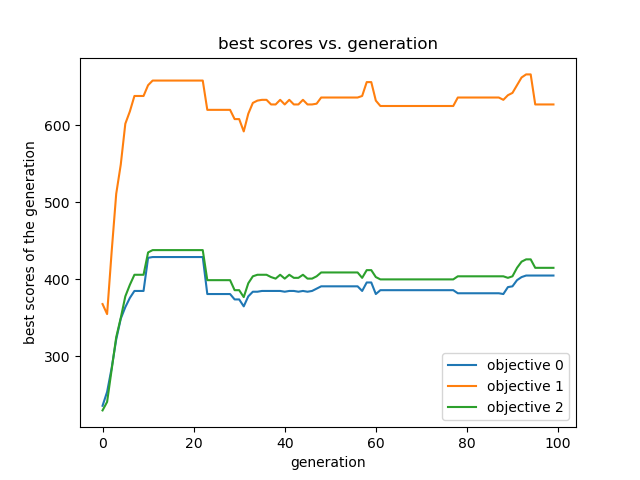 best scores vs. generation
best scores of the generation
600
500
400
300
0 20 40 60 80 100
generation
objective 0
objective 1
objective 2